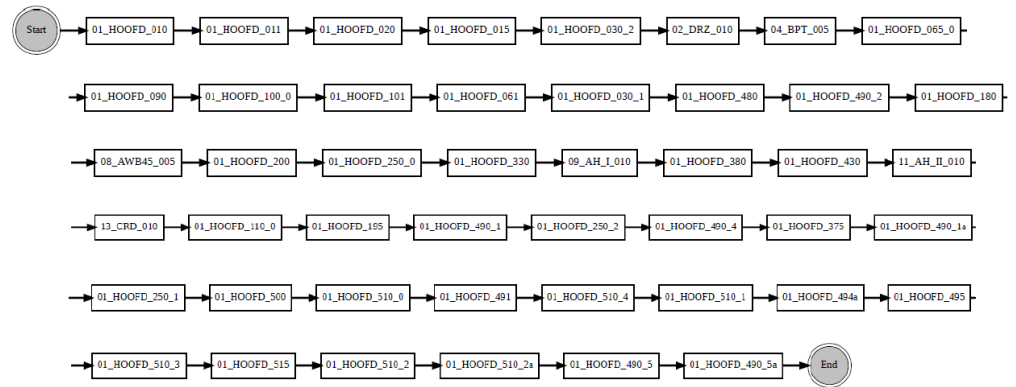 Start 01_HOOFD_010 01_HOOFD_011 01_HOOFD_020 01_HOOFD_015 01_HOOFD_030_2 02_DRZ_010 04_BPT_005 01_HOOFD_065_0
01_HOOFD_090 01_HOOFD_100_0 01_HOOFD_101 01_HOOFD_061 01_HOOFD_030_1 01_HOOFD_480 01_HOOFD_490_2 01_HOOFD_180
08_AWB45_005 01_HOOFD_200 01_HOOFD_250_0 01_HOOFD_330 09_AH_I_010 01_HOOFD_380 01_HOOFD_430 11_AH_II_010
13_CRD_010 01_HOOFD_110_0 01_HOOFD_195 01_HOOFD_490_1 01_HOOFD_250_2 01_HOOFD_490_4 01_HOOFD_375 01_HOOFD_490_1a
01_HOOFD_250_1 01_HOOFD_500 01_HOOFD_510_0 01_HOOFD_491 01_HOOFD_510_4 01_HOOFD_510_1 01_HOOFD_494a 01_HOOFD_495
01_HOOFD_510_3 01_HOOFD_515 01_HOOFD_510_2 01_HOOFD_510_2a 01_HOOFD_490_5 01_HOOFD_490_5a End